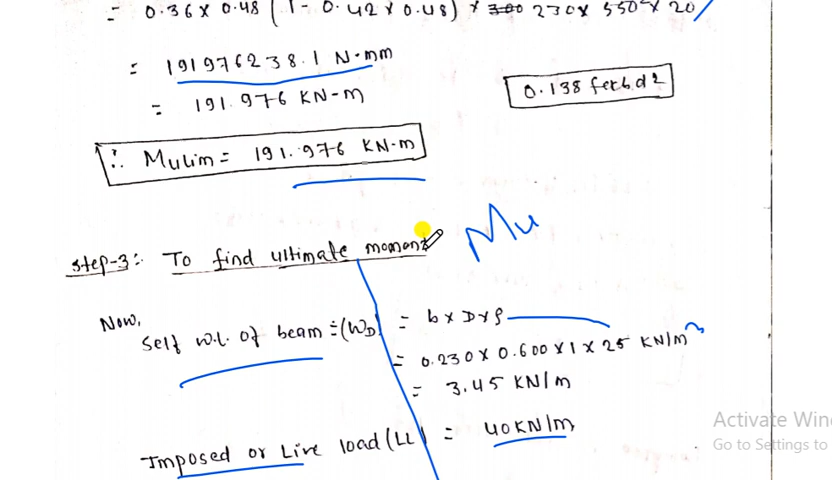 = 0.36 x 0.48 (1 - 0.42 x 0.48) x 230 x 550² x 20
= 191976238.1 N-mm
= 191.976 KN-m
0.138 fck b.d²
∴ Mulim = 191.976 KN-m
Step-3: To find ultimate moment
Mu
Now,
Self w.t. of beam = (WD) = b x D x ρ
= 0.230 x 0.600 x 1 x 25 KN/m³
= 3.45 KN/m
Imposed or Live load (LL) = 40 KN/m
Activate Win
Go to Settings to